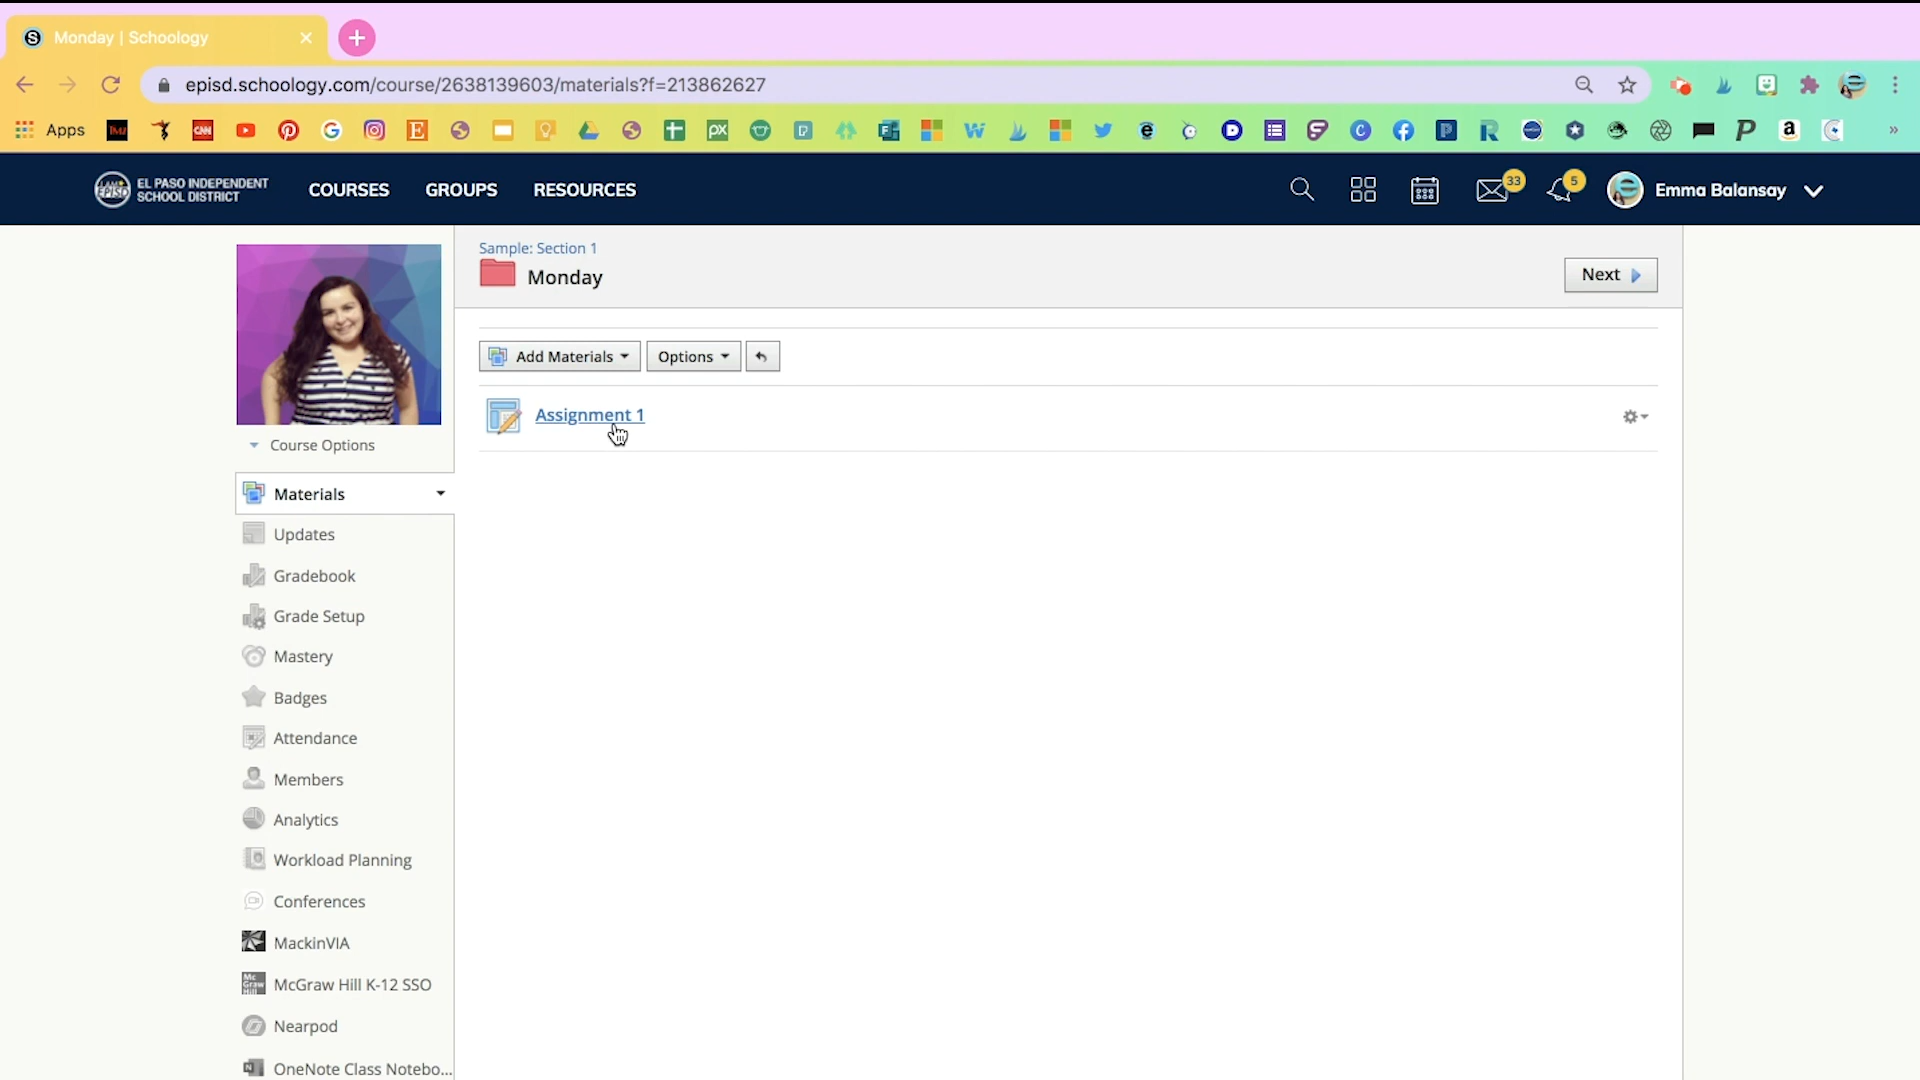 Monday | Schoology
episd.schoology.com/course/2638139603/materials?f=213862627
Apps
EL PASO INDEPENDENT
SCHOOL DISTRICT
COURSES
GROUPS
RESOURCES
33
5
Emma Balansay
Sample: Section 1
Monday
Next
Add Materials
Options
Assignment 1
Course Options
Materials
Updates
Gradebook
Grade Setup
Mastery
Badges
Attendance
Members
Analytics
Workload Planning
Conferences
MackinVIA
McGraw Hill K-12 SSO
Nearpod
OneNote Class Notebo...